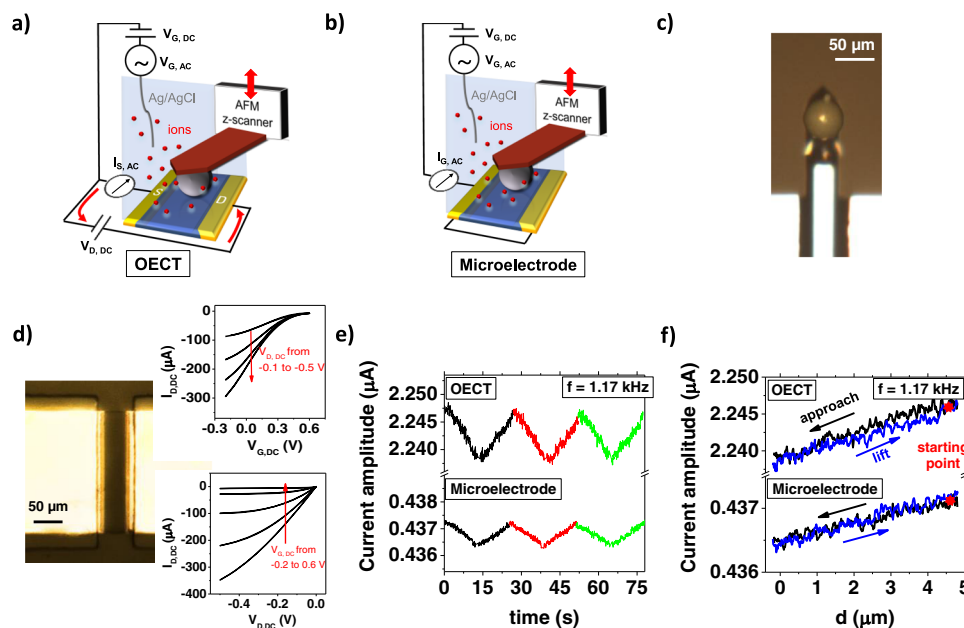 a)
V_G, DC
V_G, AC
Ag/AgCl
ions
AFM
z-scanner
I_S, AC
S
D
V_D, DC
OECT
b)
V_G, DC
V_G, AC
Ag/AgCl
ions
AFM
z-scanner
I_G, AC
Microelectrode
c)
50 µm
d)
50 µm
0
-100
-200
-300
I_D,DC (µA)
V_D, DC from
-0.1 to -0.5 V
-0.3 0.0 0.3 0.6
V_G,DC (V)
0
-100
-200
-300
-400
I_D,DC (µA)
V_G, DC from
-0.2 to 0.6 V
-0.5 0.0
V_D,DC (V)
e)
Current amplitude (µA)
2.250
2.245
2.240
0.438
0.437
0.436
OECT
f = 1.17 kHz
Microelectrode
0 15 30 45 60 75
time (s)
f)
Current amplitude (µA)
2.250
2.245
2.240
0.437
0.436
OECT
f = 1.17 kHz
approach
lift
starting
point
Microelectrode
0 1 2 3 4 5
d (µm)